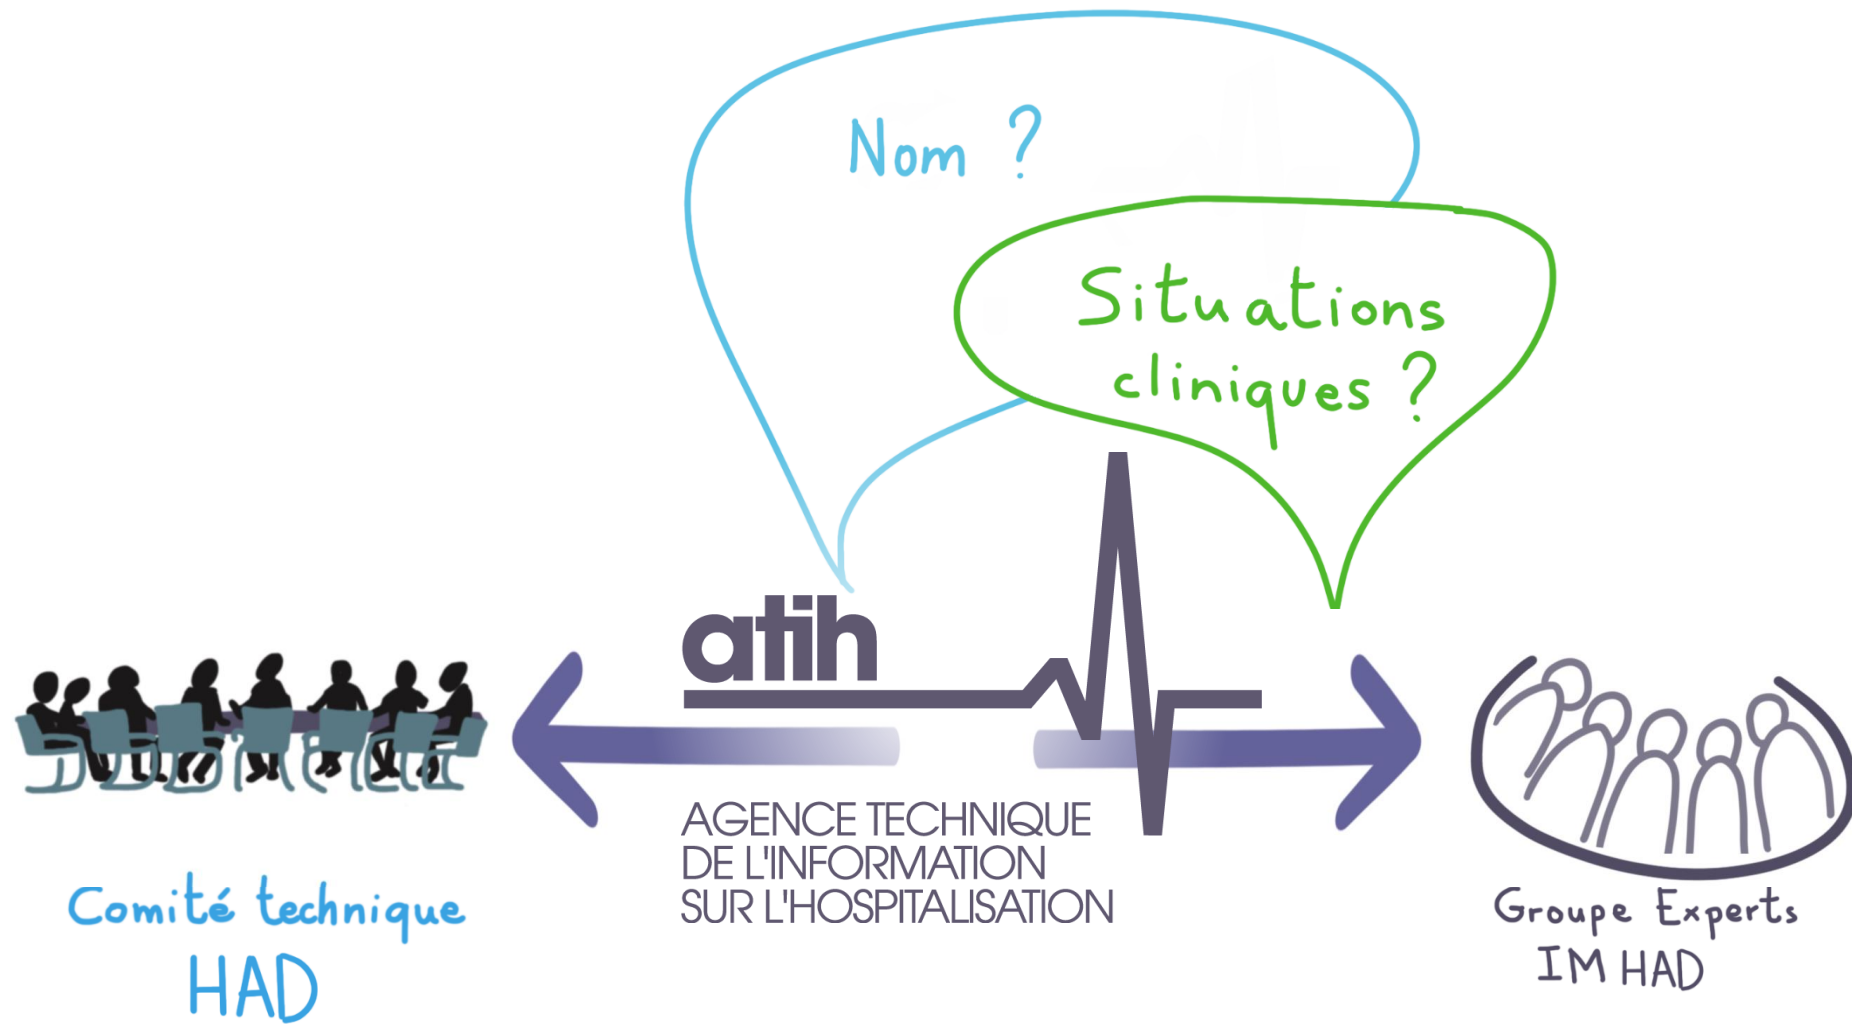 Nom ?
Situations
cliniques ?
atih
AGENCE TECHNIQUE
DE L'INFORMATION
SUR L'HOSPITALISATION
Comité technique
HAD
Groupe Experts
IM HAD